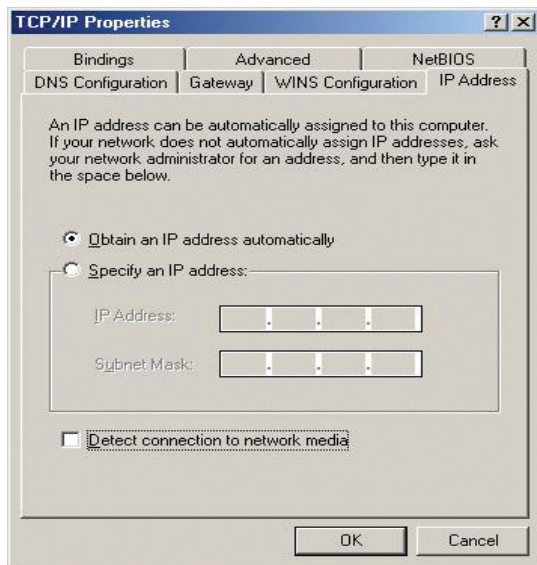 TCP/IP Properties
Bindings Advanced NetBIOS
DNS Configuration Gateway WINS Configuration IP Address
An IP address can be automatically assigned to this computer.
If your network does not automatically assign IP addresses, ask
your network administrator for an address, and then type it in
the space below.
Obtain an IP address automatically
Specify an IP address:
IP Address: . . .
Subnet Mask: . . .
Detect connection to network media
OK Cancel